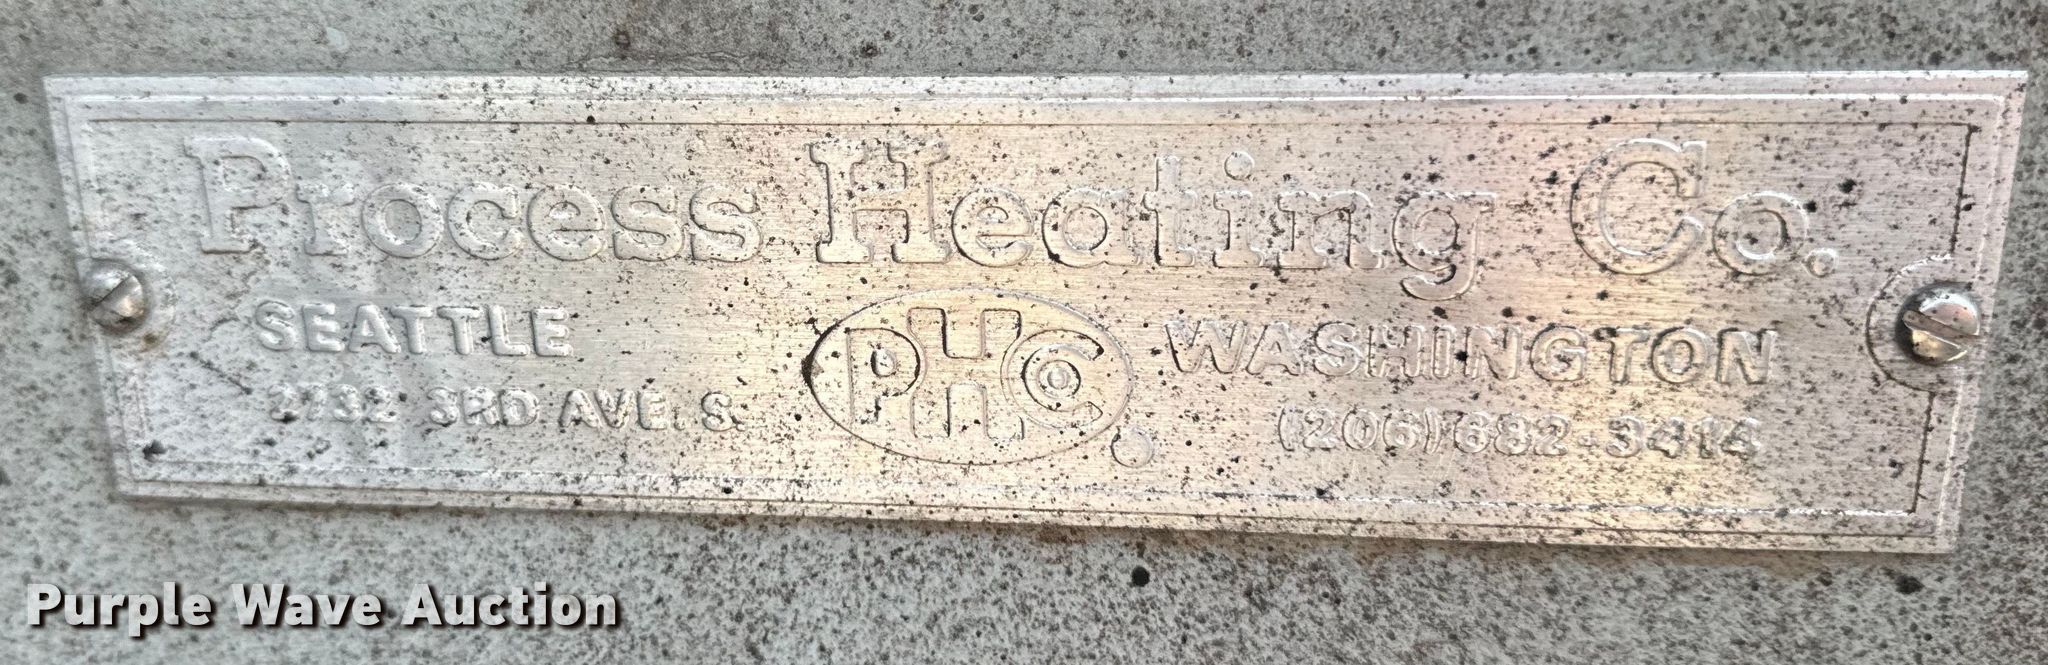 Process Heating Co.
SEATTLE
PHC
WASHINGTON
2732 3RD AVE. S.
(206) 682-3414
Purple Wave Auction